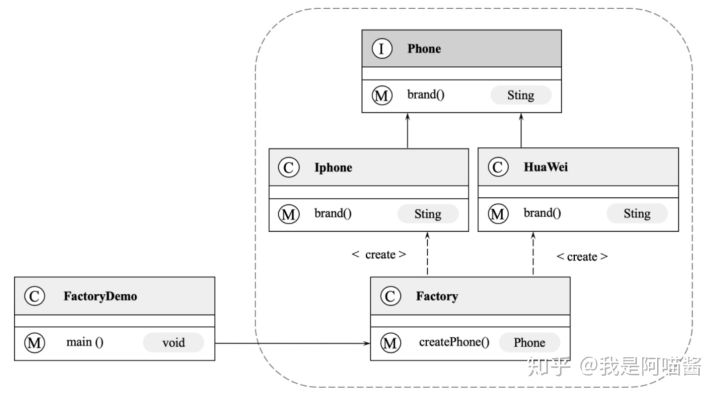 I Phone
M brand() Sting
C Iphone
M brand() Sting
C HuaWei
M brand() Sting
< create >
< create >
C FactoryDemo
M main () void
C Factory
M createPhone() Phone
知乎 @我是阿喵酱